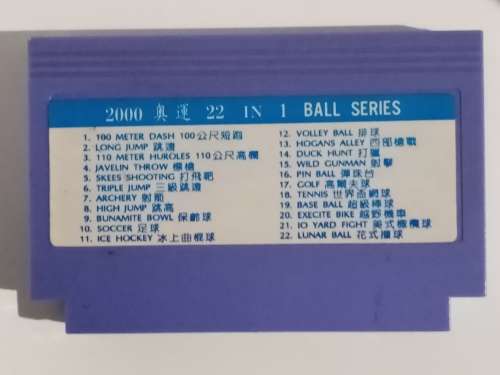 2000 奧運 22 IN 1 BALL SERIES
1. 100 METER DASH 100公尺短跑
2. LONG JUMP 跳遠
3. 110 METER HUROLES 110公尺高欄
4. JAVELIN THROW 標槍
5. SKEES SHOOTING 打飛吧
6. TRIPLE JUMP 三級跳遠
7. ARCHERY 射箭
8. HIGH JUMP 跳高
9. BUNAMITE BOWL 保齡球
10. SOCCER 足球
11. ICE HOCKEY 冰上曲棍球
12. VOLLEY BALL 排球
13. HOGANS ALLEY 西部槍戰
14. DUCK HUNT 打獵
15. WILD GUNMAN 射擊
16. PIN BALL 彈珠台
17. GOLF 高爾夫球
18. TENNIS 世界盃網球
19. BASE BALL 超級棒球
20. EXECITE BIKE 越野機車
21. IO YARD FIGHT 美式橄欖球
22. LUNAR BALL 花式撞球